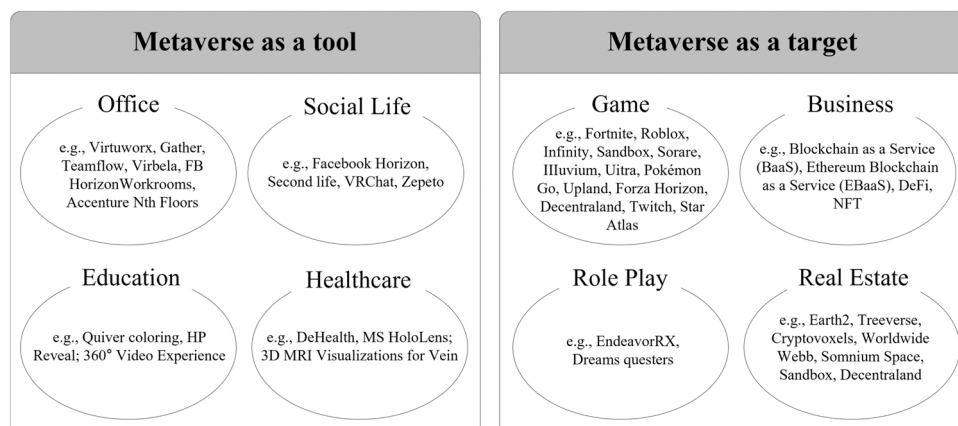 Metaverse as a tool
Office
e.g., Virtuworx, Gather,
Teamflow, Virbela, FB
HorizonWorkrooms,
Accenture Nth Floors
Social Life
e.g., Facebook Horizon,
Second life, VRChat, Zepeto
Education
e.g., Quiver coloring, HP
Reveal; 360° Video Experience
Healthcare
e.g., DeHealth, MS HoloLens;
3D MRI Visualizations for Vein
Metaverse as a target
Game
e.g., Fortnite, Roblox,
Infinity, Sandbox, Sorare,
IIIuvium, Uitra, Pokémon
Go, Upland, Forza Horizon,
Decentraland, Twitch, Star
Atlas
Business
e.g., Blockchain as a Service
(BaaS), Ethereum Blockchain
as a Service (EBaaS), DeFi,
NFT
Role Play
e.g., EndeavorRX,
Dreams questers
Real Estate
e.g., Earth2, Treeverse,
Cryptovoxels, Worldwide
Webb, Somnium Space,
Sandbox, Decentraland